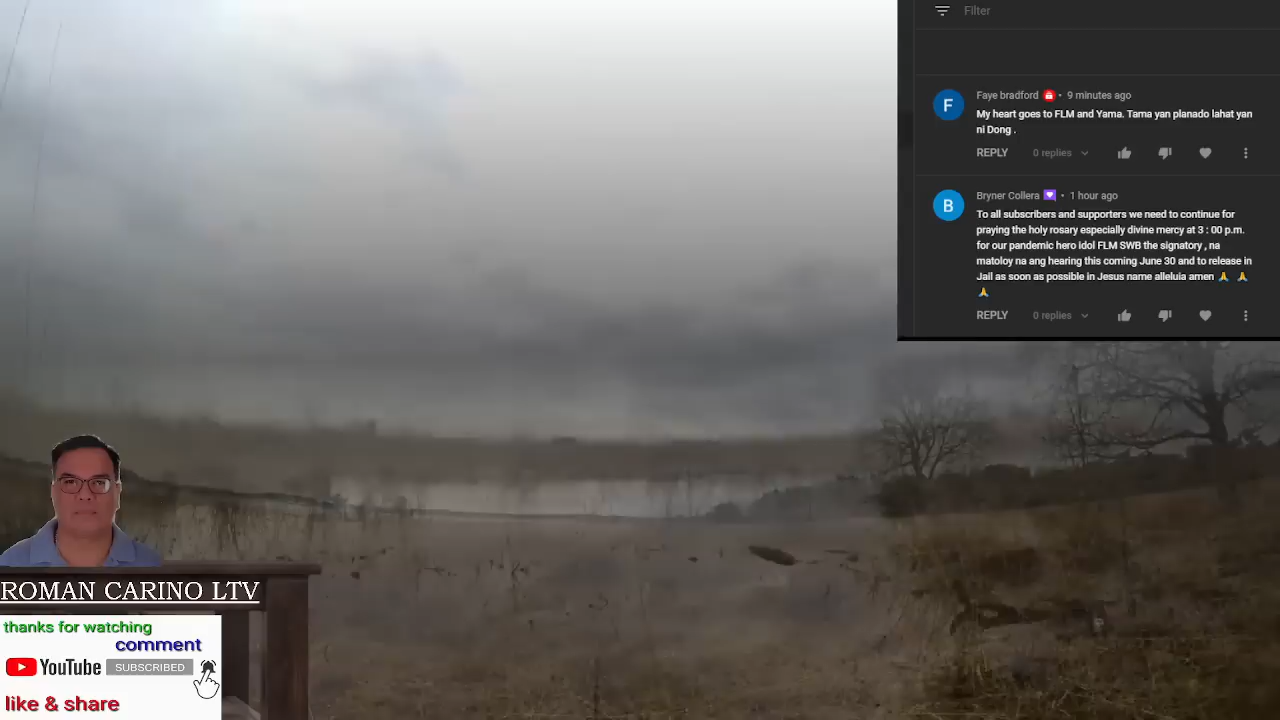 Filter
Faye bradford • 9 minutes ago
My heart goes to FLM and Yama. Tama yan planado lahat yan
ni Dong .
REPLY 0 replies
Bryner Collera • 1 hour ago
To all subscribers and supporters we need to continue for
praying the holy rosary especially divine mercy at 3 : 00 p.m.
for our pandemic hero idol FLM SWB the signatory , na
matoloy na ang hearing this coming June 30 and to release in
Jail as soon as possible in Jesus name alleluia amen 🙏 🙏
🙏
REPLY 0 replies
ROMAN CARINO LTV
thanks for watching
comment
YouTube SUBSCRIBED
like & share